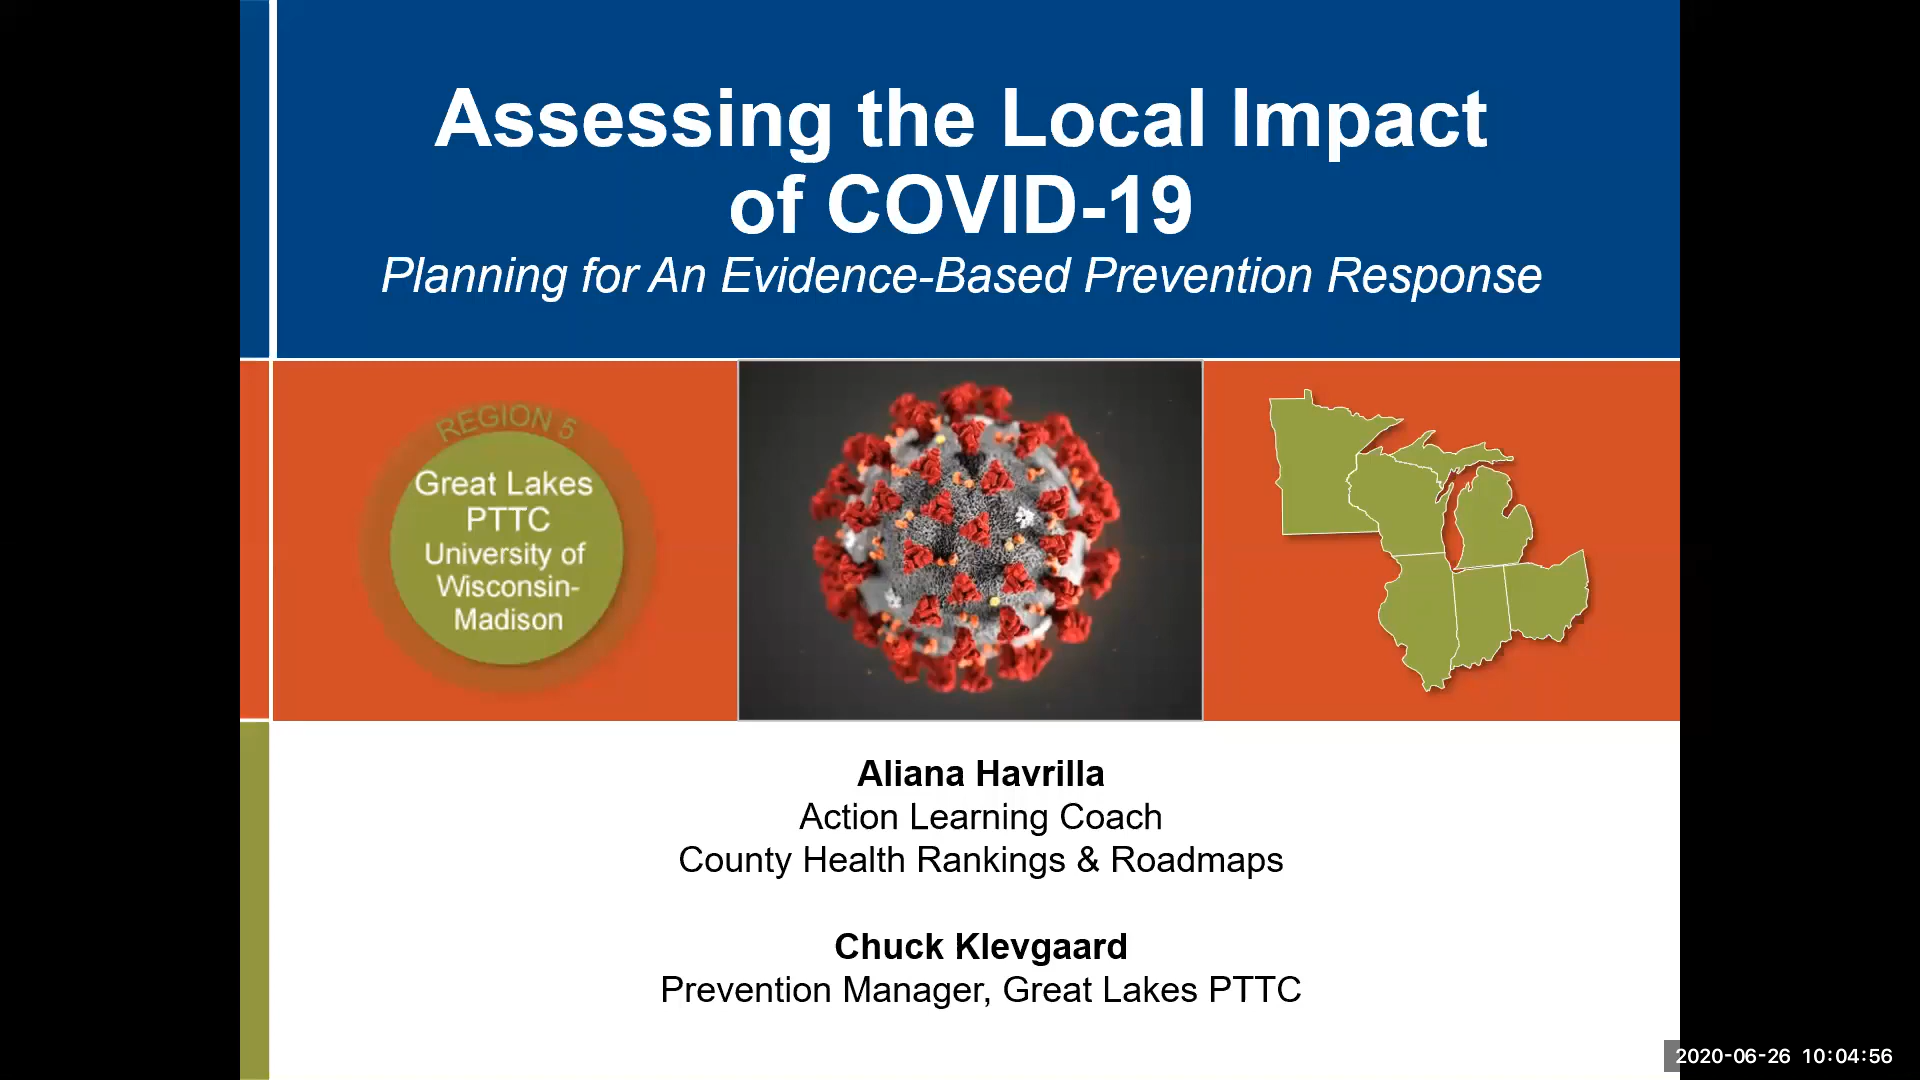 Assessing the Local Impact
of COVID-19
Planning for An Evidence-Based Prevention Response
REGION 5
Great Lakes
PTTC
University of
Wisconsin-
Madison
Aliana Havrilla
Action Learning Coach
County Health Rankings & Roadmaps
Chuck Klevgaard
Prevention Manager, Great Lakes PTTC
2020-06-26 10:04:56